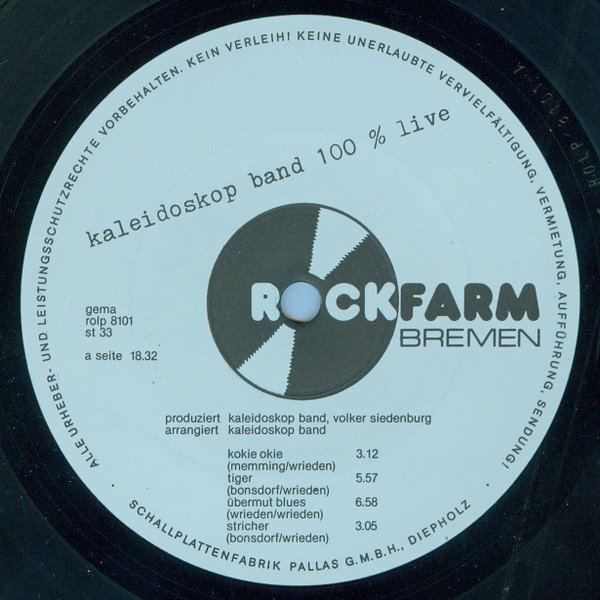 ALLE URHEBER- UND LEISTUNGSSCHUTZRECHTE VORBEHALTEN. KEIN VERLEIH! KEINE UNERLAUBTE VERVIELFÄLTIGUNG, VERMIETUNG, AUFFÜHRUNG, SENDUNG!
kaleidoskop band 100 % live
ROCKFARM
BREMEN
gema
rolp 8101
st 33
a seite 18.32
produziert kaleidoskop band, volker siedenburg
arrangiert kaleidoskop band
kokie okie 3.12
(memming/wrieden)
tiger 5.57
(bonsdorf/wrieden)
übermut blues 6.58
(wrieden/wrieden)
stricher 3.05
(bonsdorf/wrieden)
· SCHALLPLATTENFABRIK PALLAS G.M.B.H., DIEPHOLZ ·